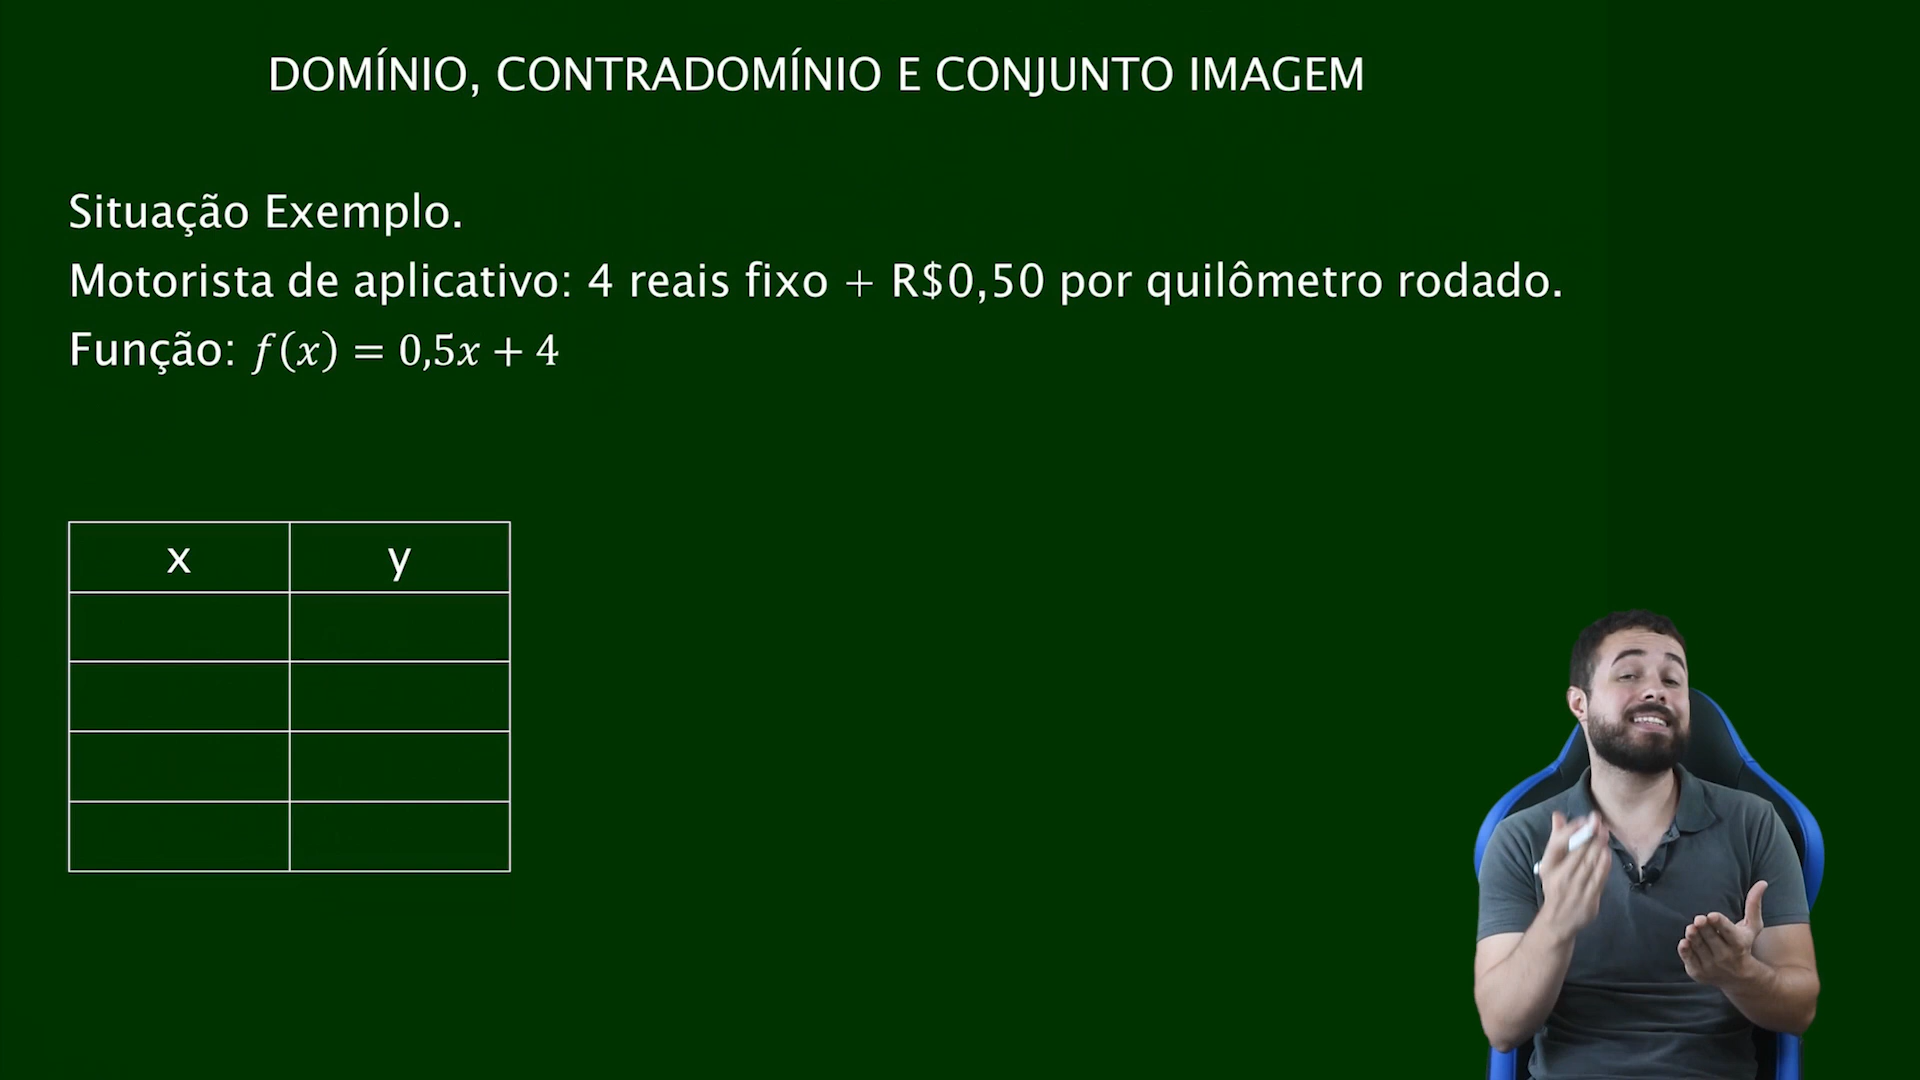 DOMÍNIO, CONTRADOMÍNIO E CONJUNTO IMAGEM
Situação Exemplo.
Motorista de aplicativo: 4 reais fixo + R$0,50 por quilômetro rodado.
Função: f(x) = 0,5x + 4
x y